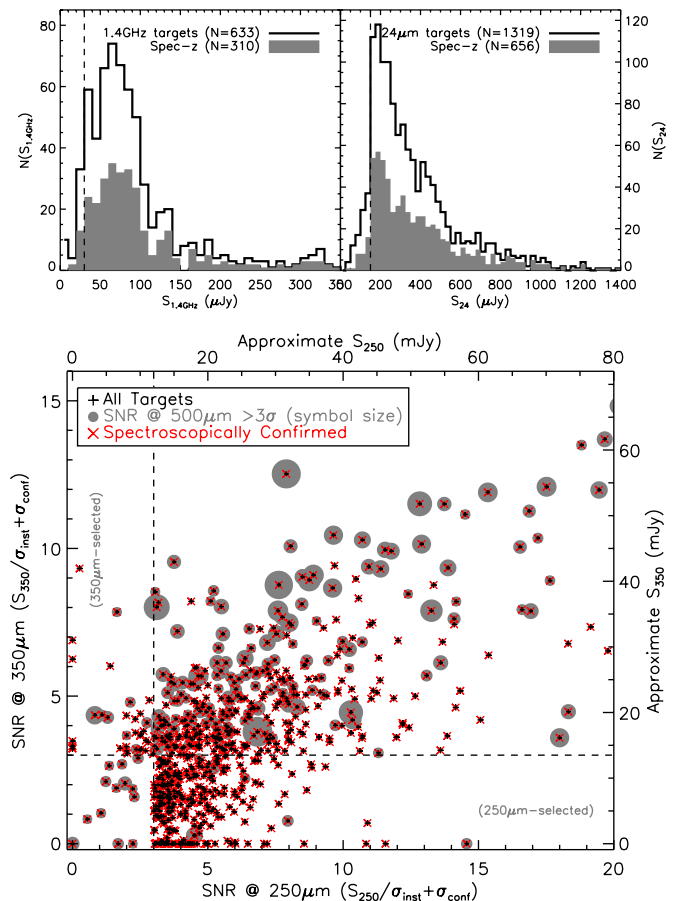 1.4GHz targets (N=633)
Spec-z (N=310)
N(S1,4GHz)
80
60
40
20
0
0 50 100 150 200 250 300 350
S1,4GHz (μJy)
24μm targets (N=1319)
Spec-z (N=656)
N(S24)
120
100
80
60
40
20
0
200 400 600 800 1000 1200 1400
S24 (μJy)
Approximate S250 (mJy)
0 20 40 60 80
+ All Targets
SNR @ 500μm >3σ (symbol size)
× Spectroscopically Confirmed
(350μm-selected)
(250μm-selected)
SNR @ 350μm (S350/σinst+σconf)
15
10
5
0
Approximate S350 (mJy)
60
40
20
0
0 5 10 15 20
SNR @ 250μm (S250/σinst+σconf)